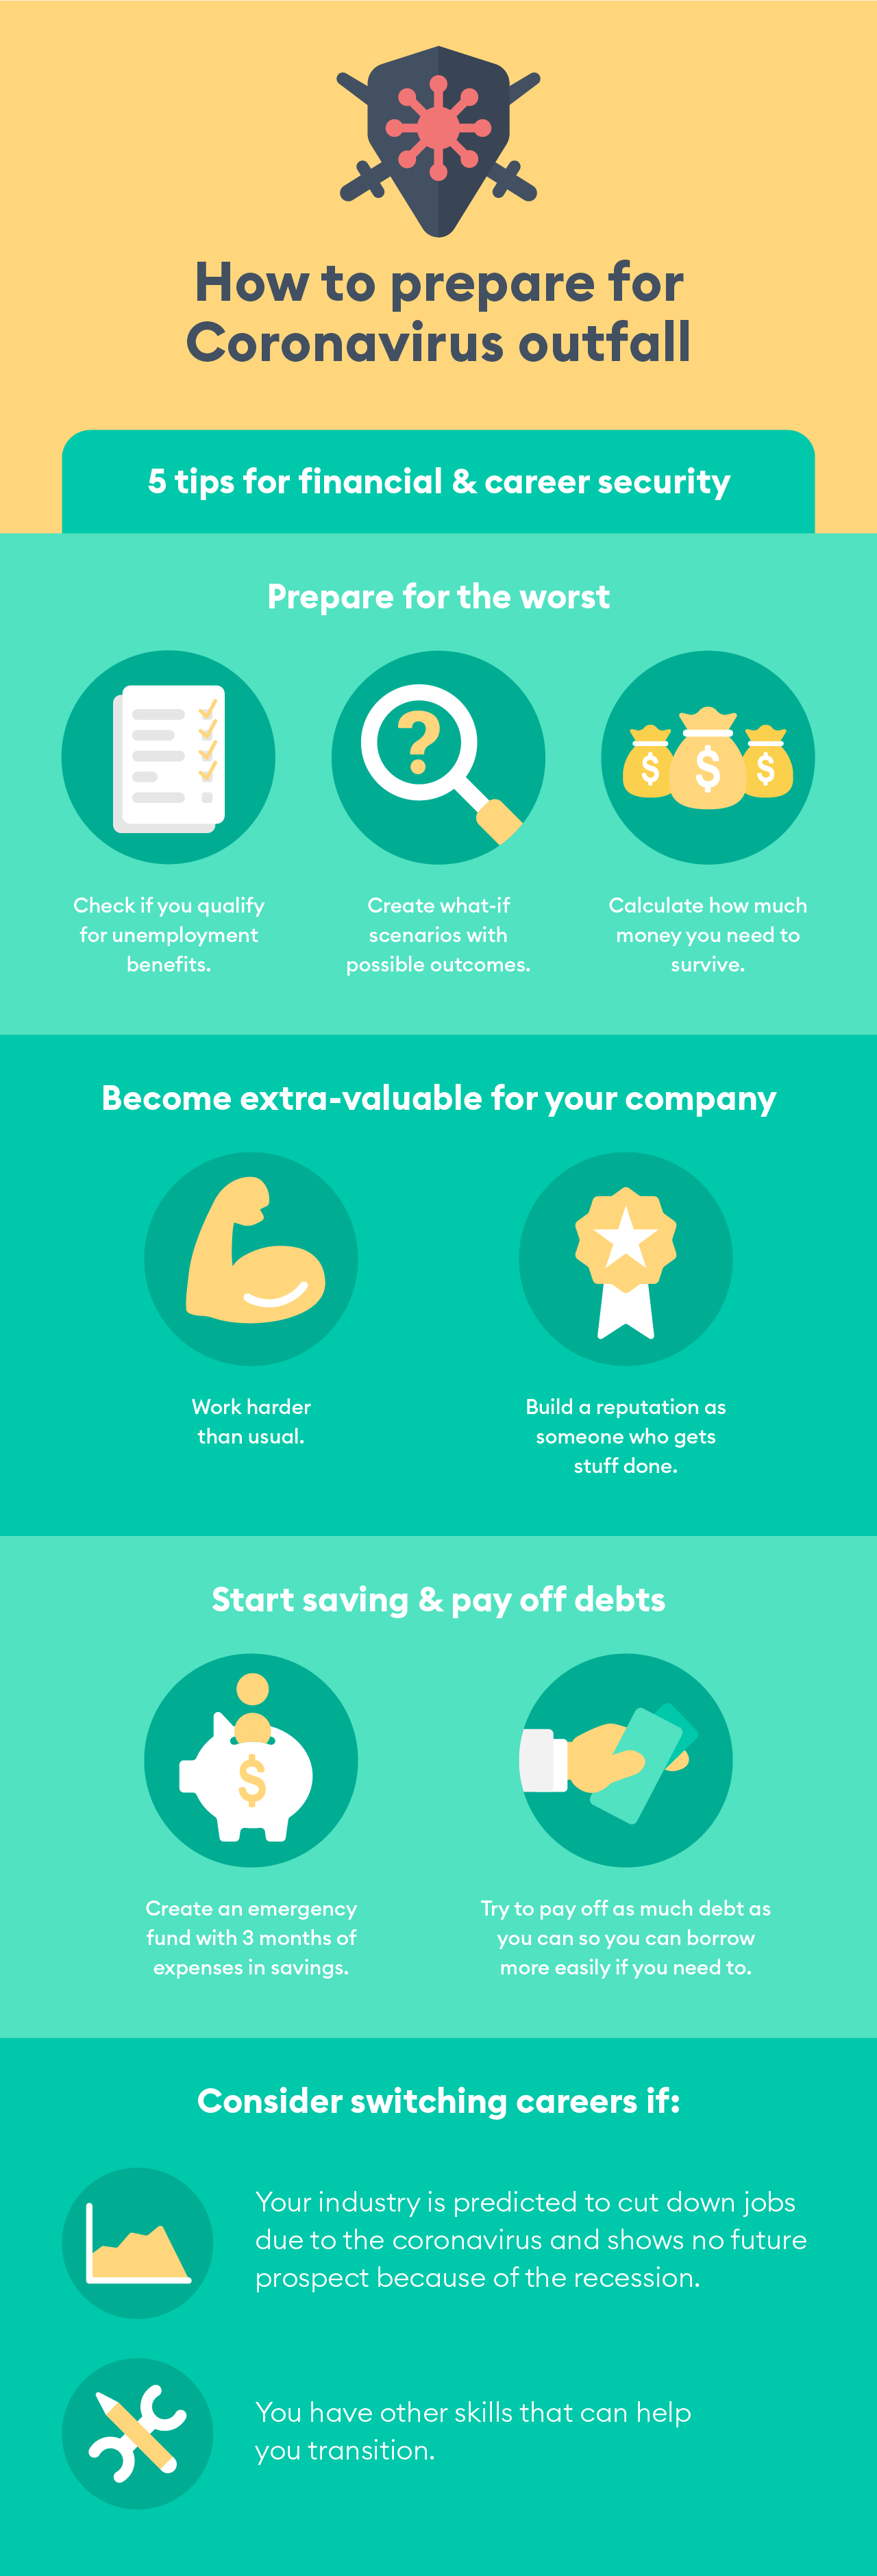 How to prepare for
Coronavirus outfall
5 tips for financial & career security
Prepare for the worst
Check if you qualify
for unemployment
benefits.
Create what-if
scenarios with
possible outcomes.
Calculate how much
money you need to
survive.
Become extra-valuable for your company
Work harder
than usual.
Build a reputation as
someone who gets
stuff done.
Start saving & pay off debts
Create an emergency
fund with 3 months of
expenses in savings.
Try to pay off as much debt as
you can so you can borrow
more easily if you need to.
Consider switching careers if:
Your industry is predicted to cut down jobs
due to the coronavirus and shows no future
prospect because of the recession.
You have other skills that can help
you transition.